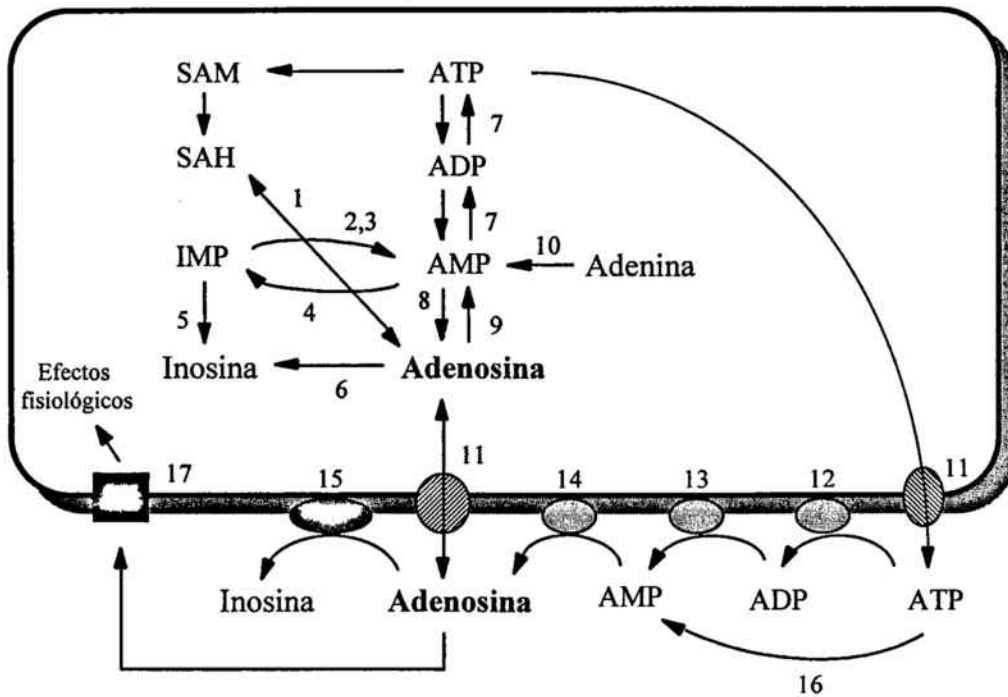 SAM
ATP
7
SAH
ADP
1
2,3
7
IMP
AMP
10
Adenina
5
4
8
9
Inosina
6
Adenosina
Efectos
fisiológicos
17
15
11
14
13
12
11
Inosina
Adenosina
AMP
ADP
ATP
16